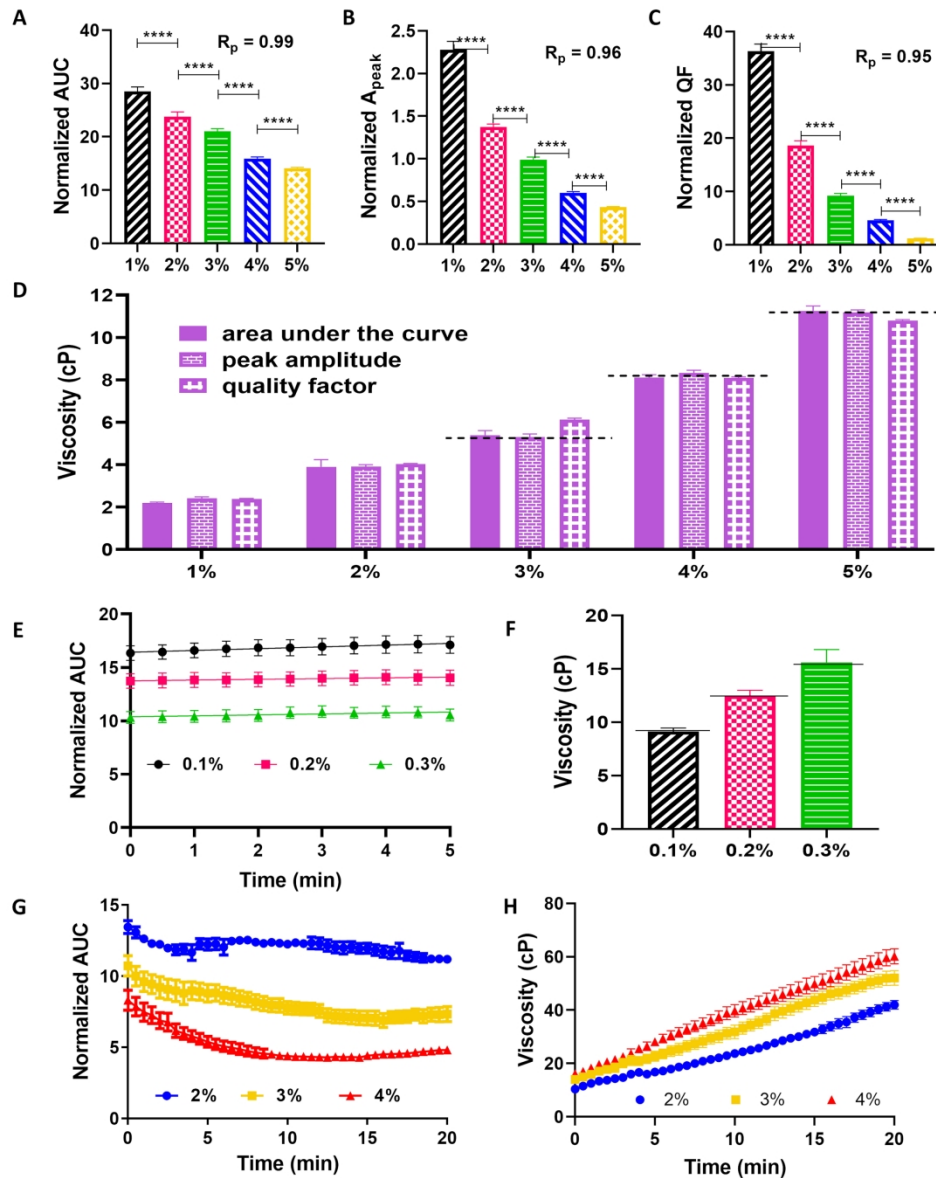 A
Normalized AUC
40
30
20
10
0
****
****
****
****
Rp = 0.99
1% 2% 3% 4% 5%
B
Normalized Apeak
2.5
2.0
1.5
1.0
0.5
0.0
****
****
****
****
Rp = 0.96
1% 2% 3% 4% 5%
C
Normalized QF
40
30
20
10
0
****
****
****
****
Rp = 0.95
1% 2% 3% 4% 5%
D
Viscosity (cP)
12
10
8
6
4
2
0
area under the curve
peak amplitude
quality factor
1% 2% 3% 4% 5%
E
Normalized AUC
20
15
10
5
0
0.1% 0.2% 0.3%
0 1 2 3 4 5
Time (min)
F
Viscosity (cP)
20
15
10
5
0
0.1% 0.2% 0.3%
G
Normalized AUC
15
10
5
0
2% 3% 4%
0 5 10 15 20
Time (min)
H
Viscosity (cP)
80
60
40
20
0
2% 3% 4%
0 5 10 15 20
Time (min)